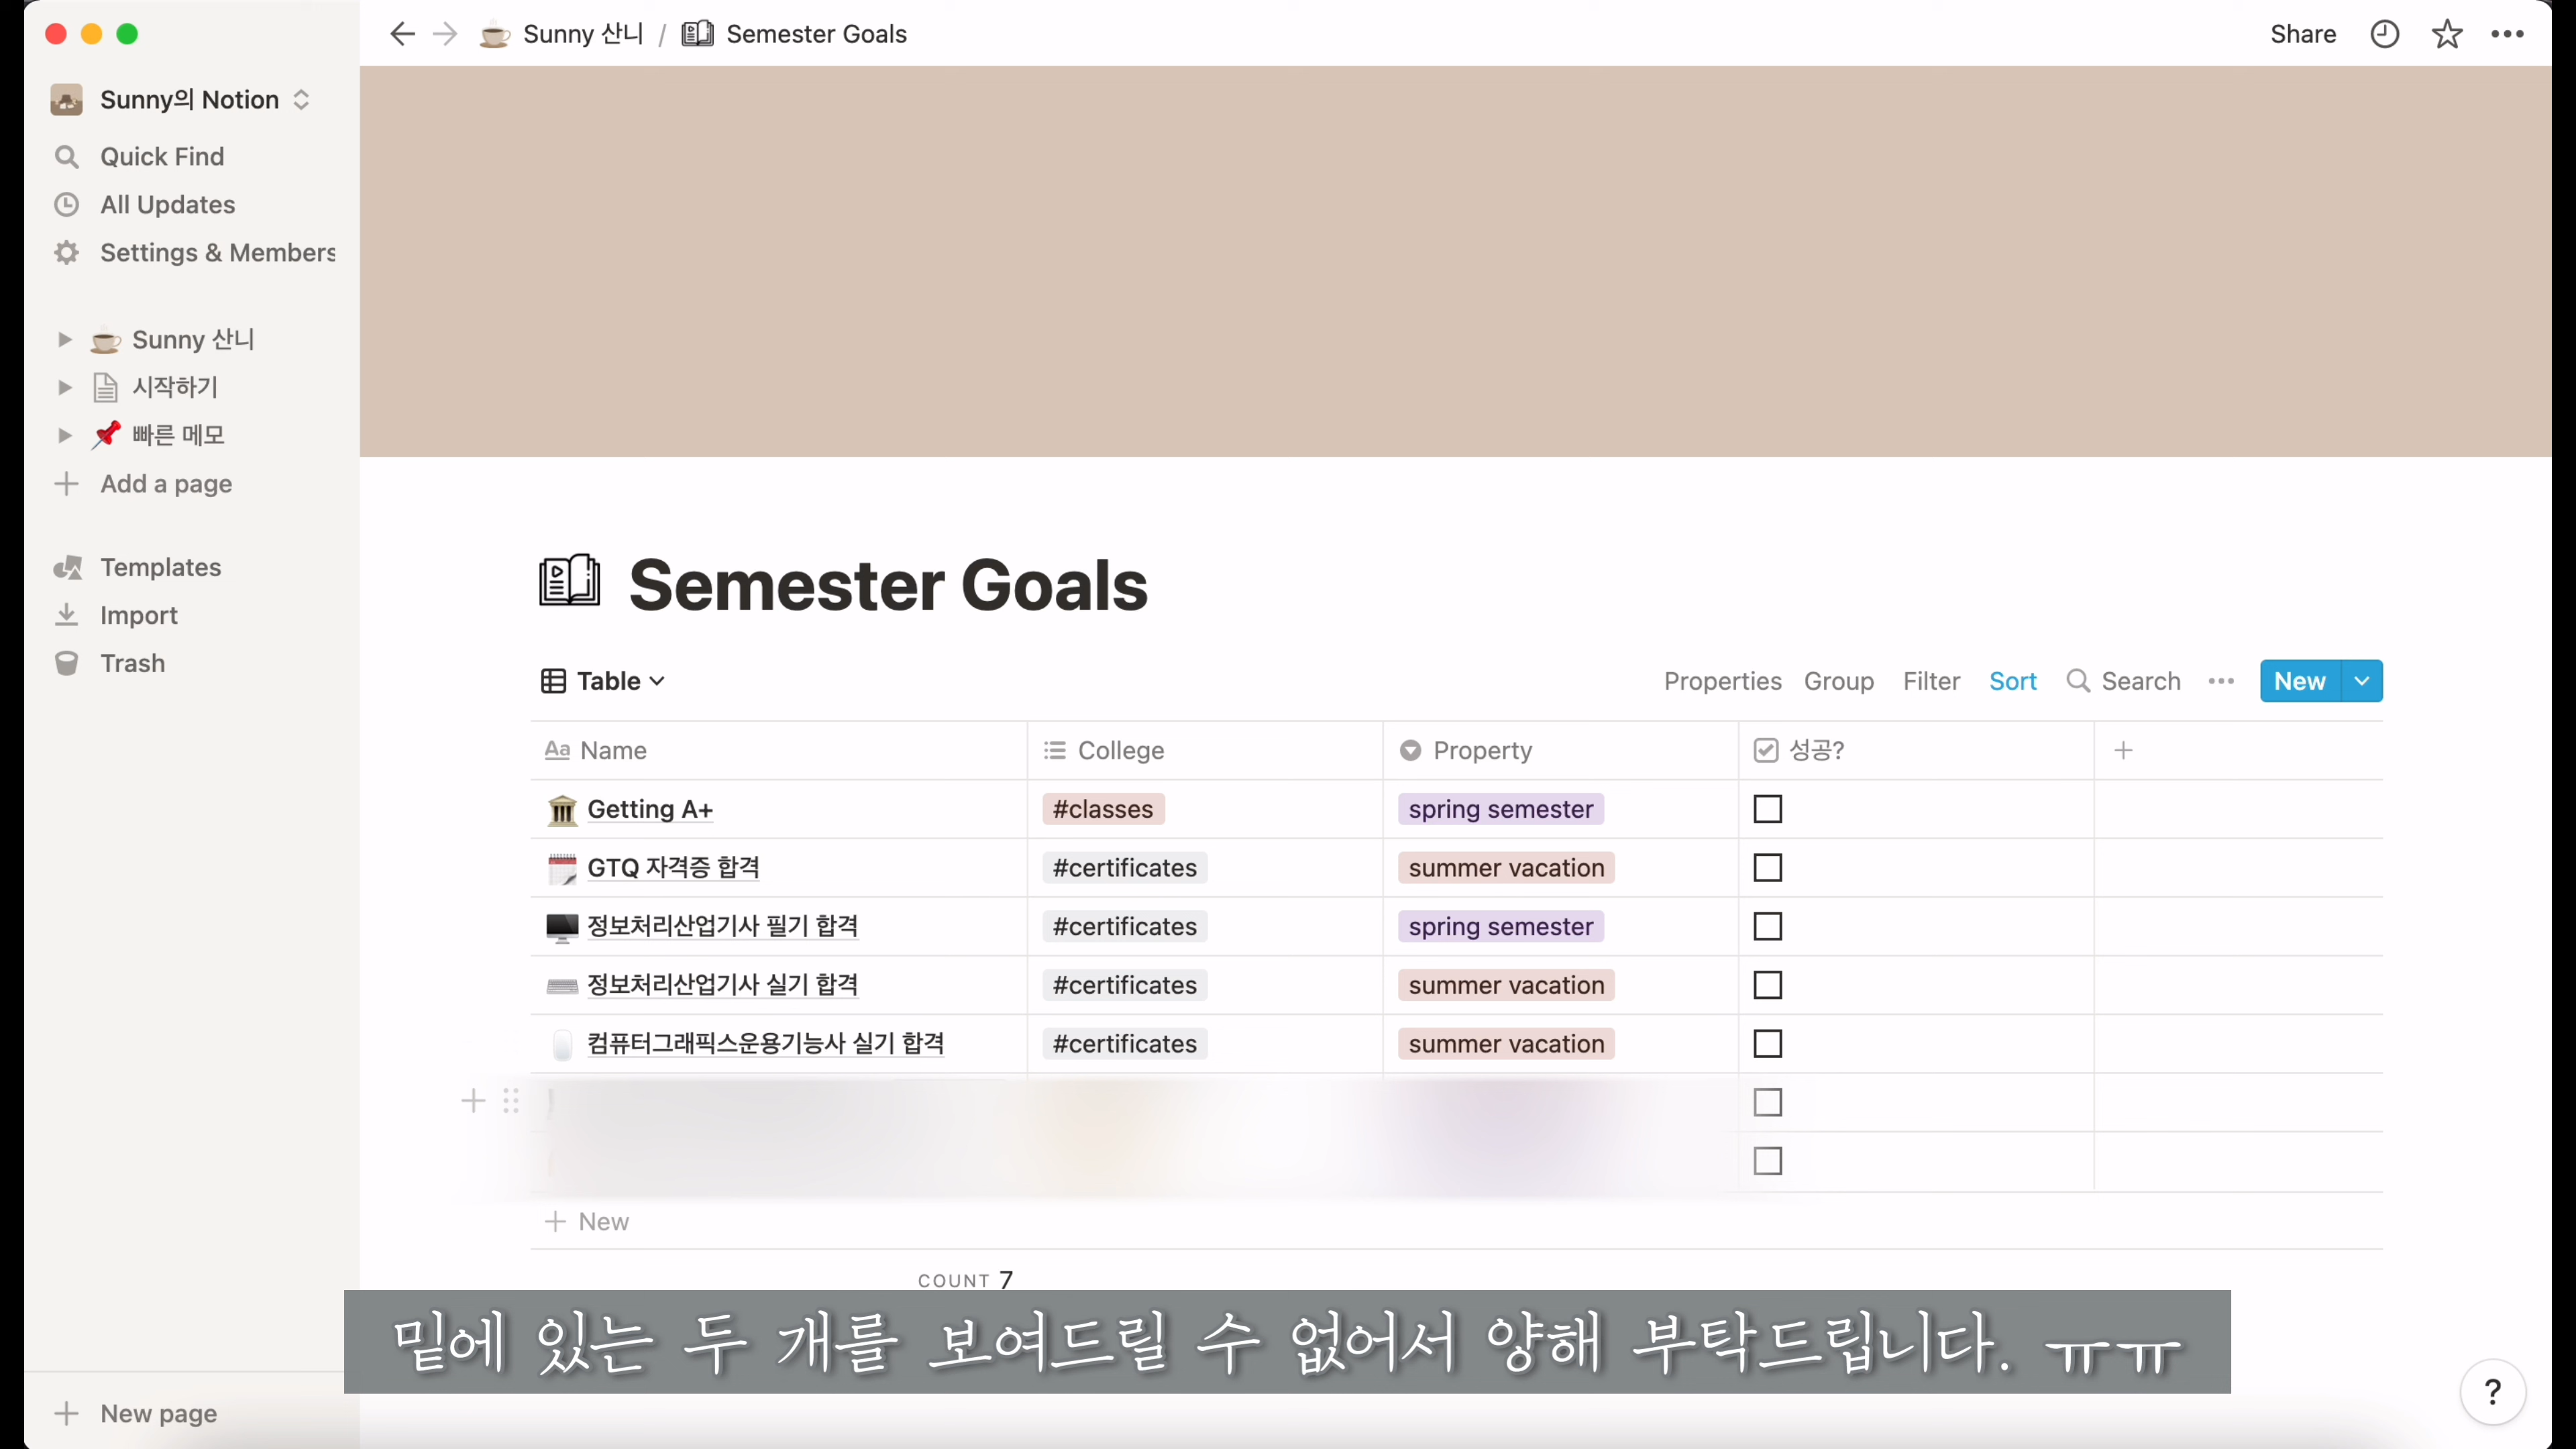 Sunny 산니 / Semester Goals
Share
Sunny의 Notion
Quick Find
All Updates
Settings & Members
Sunny 산니
시작하기
빠른 메모
Add a page
Templates
Import
Trash
New page
Semester Goals
Table
Properties Group Filter Sort Search New
Aa Name College Property 성공?
Getting A+ #classes spring semester
GTQ 자격증 합격 #certificates summer vacation
정보처리산업기사 필기 합격 #certificates spring semester
정보처리산업기사 실기 합격 #certificates summer vacation
컴퓨터그래픽스운용기능사 실기 합격 #certificates summer vacation
New
COUNT 7
밑에 있는 두 개를 보여드릴 수 없어서 양해 부탁드립니다. ㅠㅠ
?